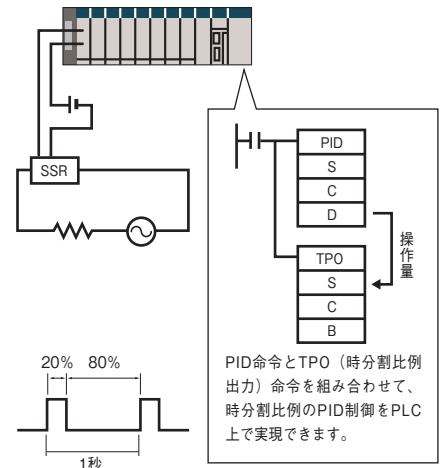 SSR
PID
S
C
D
操作量
TPO
S
C
B
PID命令とTPO（時分割比例
出力）命令を組み合わせて、
時分割比例のPID制御をPLC
上で実現できます。
20% 80%
1秒